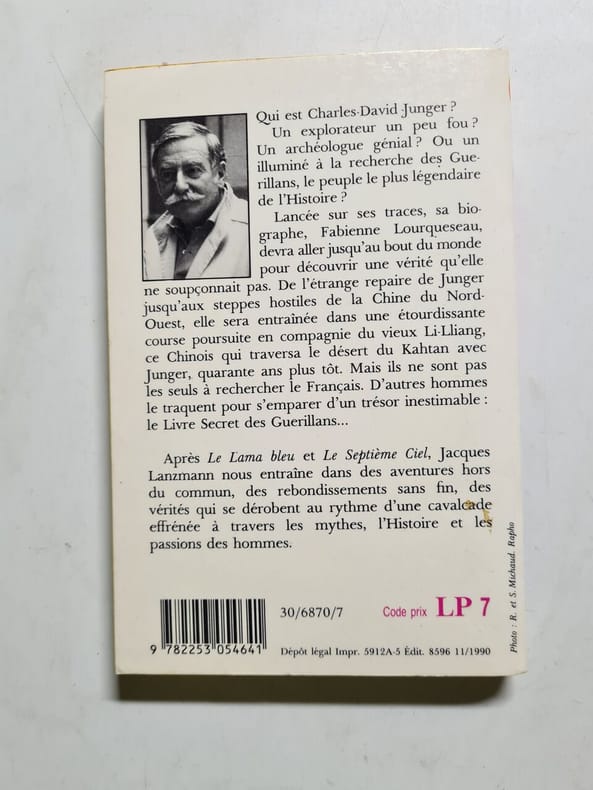 Qui est Charles-David Junger ?
Un explorateur un peu fou ?
Un archéologue génial ? Ou un
illuminé à la recherche des Gue-
rillans, le peuple le plus légendaire
de l'Histoire ?
Lancée sur ses traces, sa bio-
graphe, Fabienne Lourqueseau,
devra aller jusqu'au bout du monde
pour découvrir une vérité qu'elle
ne soupçonnait pas. De l'étrange repaire de Junger
jusqu'aux steppes hostiles de la Chine du Nord-
Ouest, elle sera entraînée dans une étourdissante
course poursuite en compagnie du vieux Li-Lliang,
ce Chinois qui traversa le désert du Kahtan avec
Junger, quarante ans plus tôt. Mais ils ne sont pas
les seuls à rechercher le Français. D'autres hommes
le traquent pour s'emparer d'un trésor inestimable :
le Livre Secret des Guerillans...
Après Le Lama bleu et Le Septième Ciel, Jacques
Lanzmann nous entraîne dans des aventures hors
du commun, des rebondissements sans fin, des
vérités qui se dérobent au rythme d'une cavalcade
effrénée à travers les mythes, l'Histoire et les
passions des hommes.
30/6870/7
Code prix LP 7
9 782253 054641
Dépôt légal Impr. 5912A-5 Édit. 8596 11/1990
Photo : R. et S. Michaud. Rapho